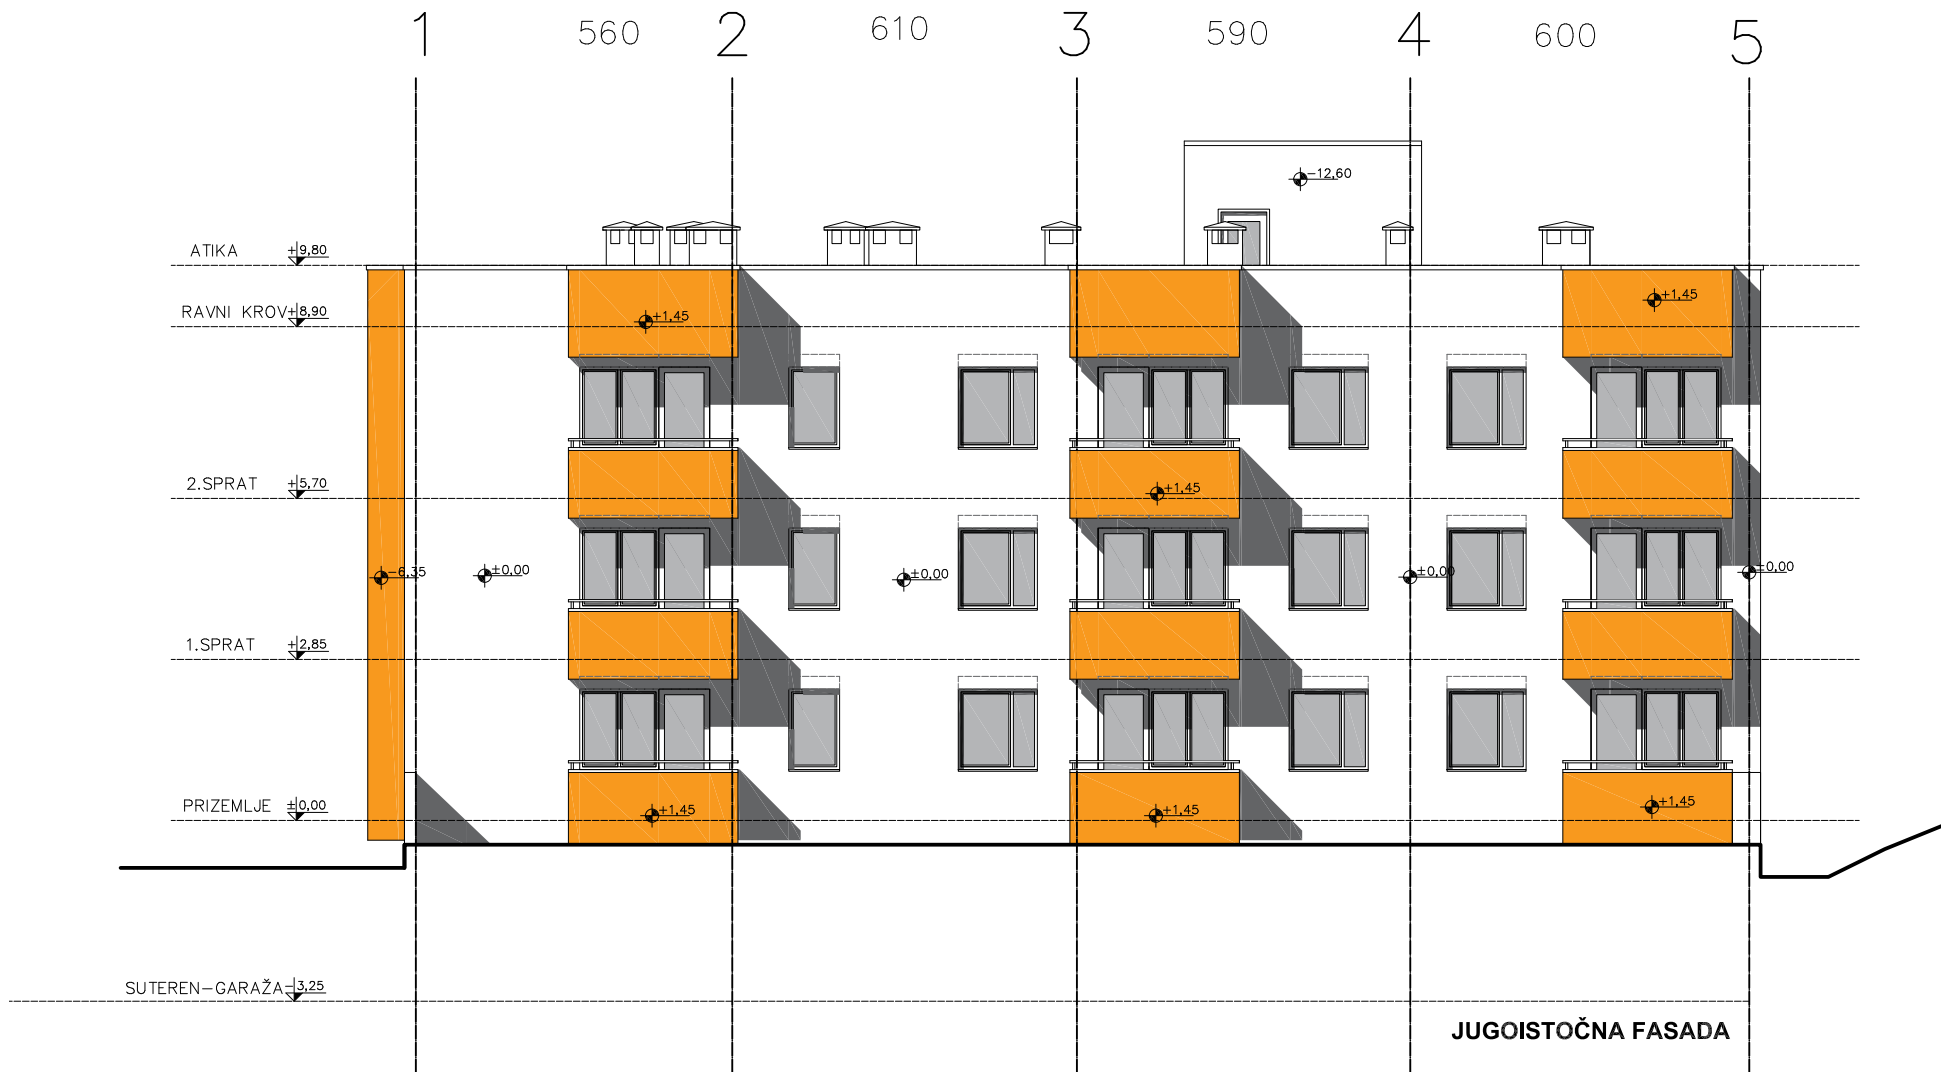 1 560 2 610 3 590 4 600 5
-12,60
ATIKA +9,80
RAVNI KROV +8,90
+1,45
+1,45
2.SPRAT +5,70
+1,45
-6,35
±0,00
±0,00
±0,00
±0,00
1.SPRAT +2,85
PRIZEMLJE ±0,00
+1,45
+1,45
+1,45
SUTEREN-GARAŽA -3,25
JUGOISTOČNA FASADA